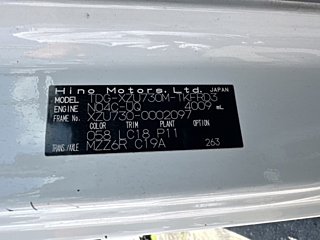 Hino Motors, Ltd. JAPAN
MODEL TDG-XZU730M-TKFRD3
ENGINE N04C-UQ 4009 mL
FRAME No. XZU730-0002097
COLOR TRIM PLANT OPTION
058 LC18 P11
TRANS./AXLE MZZ6R C19A 263